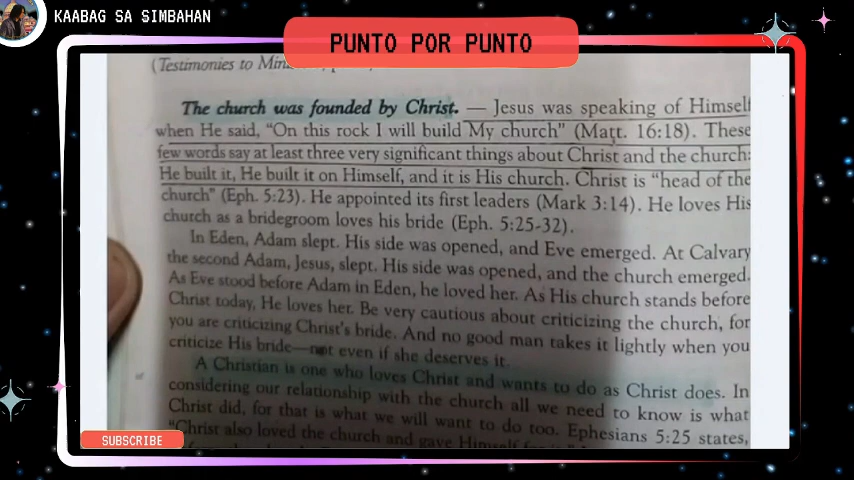 KAABAG SA SIMBAHAN
PUNTO POR PUNTO
(Testimonies to
The church was founded by Christ. — Jesus was speaking of Himself
when He said, “On this rock I will build My church” (Matt. 16:18). These
few words say at least three very significant things about Christ and the church:
He built it, He built it on Himself, and it is His church. Christ is “head of the
church” (Eph. 5:23). He appointed its first leaders (Mark 3:14). He loves His
church as a bridegroom loves his bride (Eph. 5:25-32).
In Eden, Adam slept. His side was opened, and Eve emerged. At Calvary
the second Adam, Jesus, slept. His side was opened, and the church emerged.
As Eve stood before Adam in Eden, he loved her. As His church stands before
Christ today, He loves her. Be very cautious about criticizing the church, for
you are criticizing Christ's bride. And no good man takes it lightly when you
criticize His bride—not even if she deserves it.
A Christian is one who loves Christ and wants to do as Christ does. In
considering our relationship with the church all we need to know is what
Christ did, for that is what we will want to do too. Ephesians 5:25 states,
“Christ also loved the church and gave Himself
SUBSCRIBE